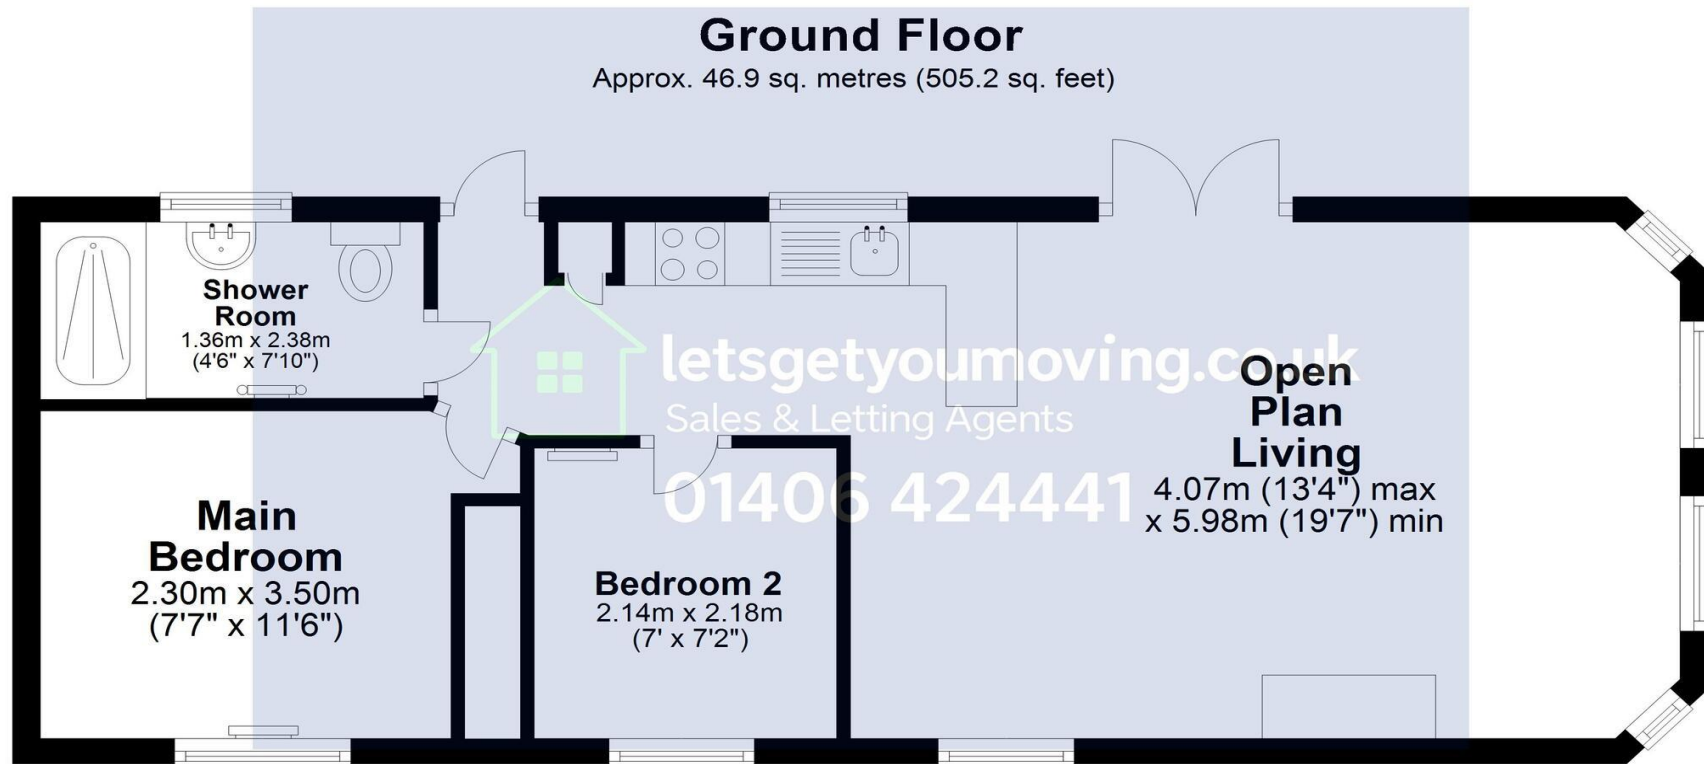 Ground Floor
Approx. 46.9 sq. metres (505.2 sq. feet)
Shower
Room
1.36m x 2.38m
(4'6" x 7'10")
letsgetyoumoving.co.uk
Sales & Letting Agents
01406 424441
Open
Plan
Living
4.07m (13'4") max
x 5.98m (19'7") min
Main
Bedroom
2.30m x 3.50m
(7'7" x 11'6")
Bedroom 2
2.14m x 2.18m
(7' x 7'2")